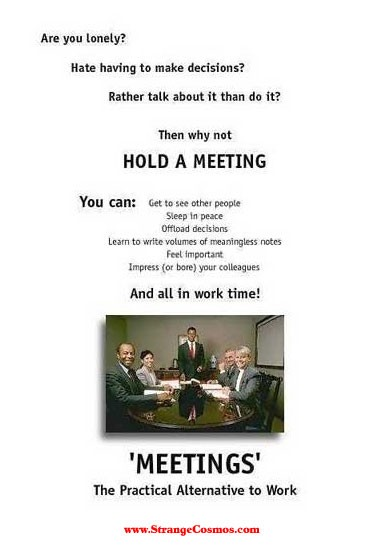 Are you lonely?
Hate having to make decisions?
Rather talk about it than do it?
Then why not
HOLD A MEETING
You can: Get to see other people
Sleep in peace
Offload decisions
Learn to write volumes of meaningless notes
Feel important
Impress (or bore) your colleagues
And all in work time!
'MEETINGS'
The Practical Alternative to Work
www.StrangeCosmos.com